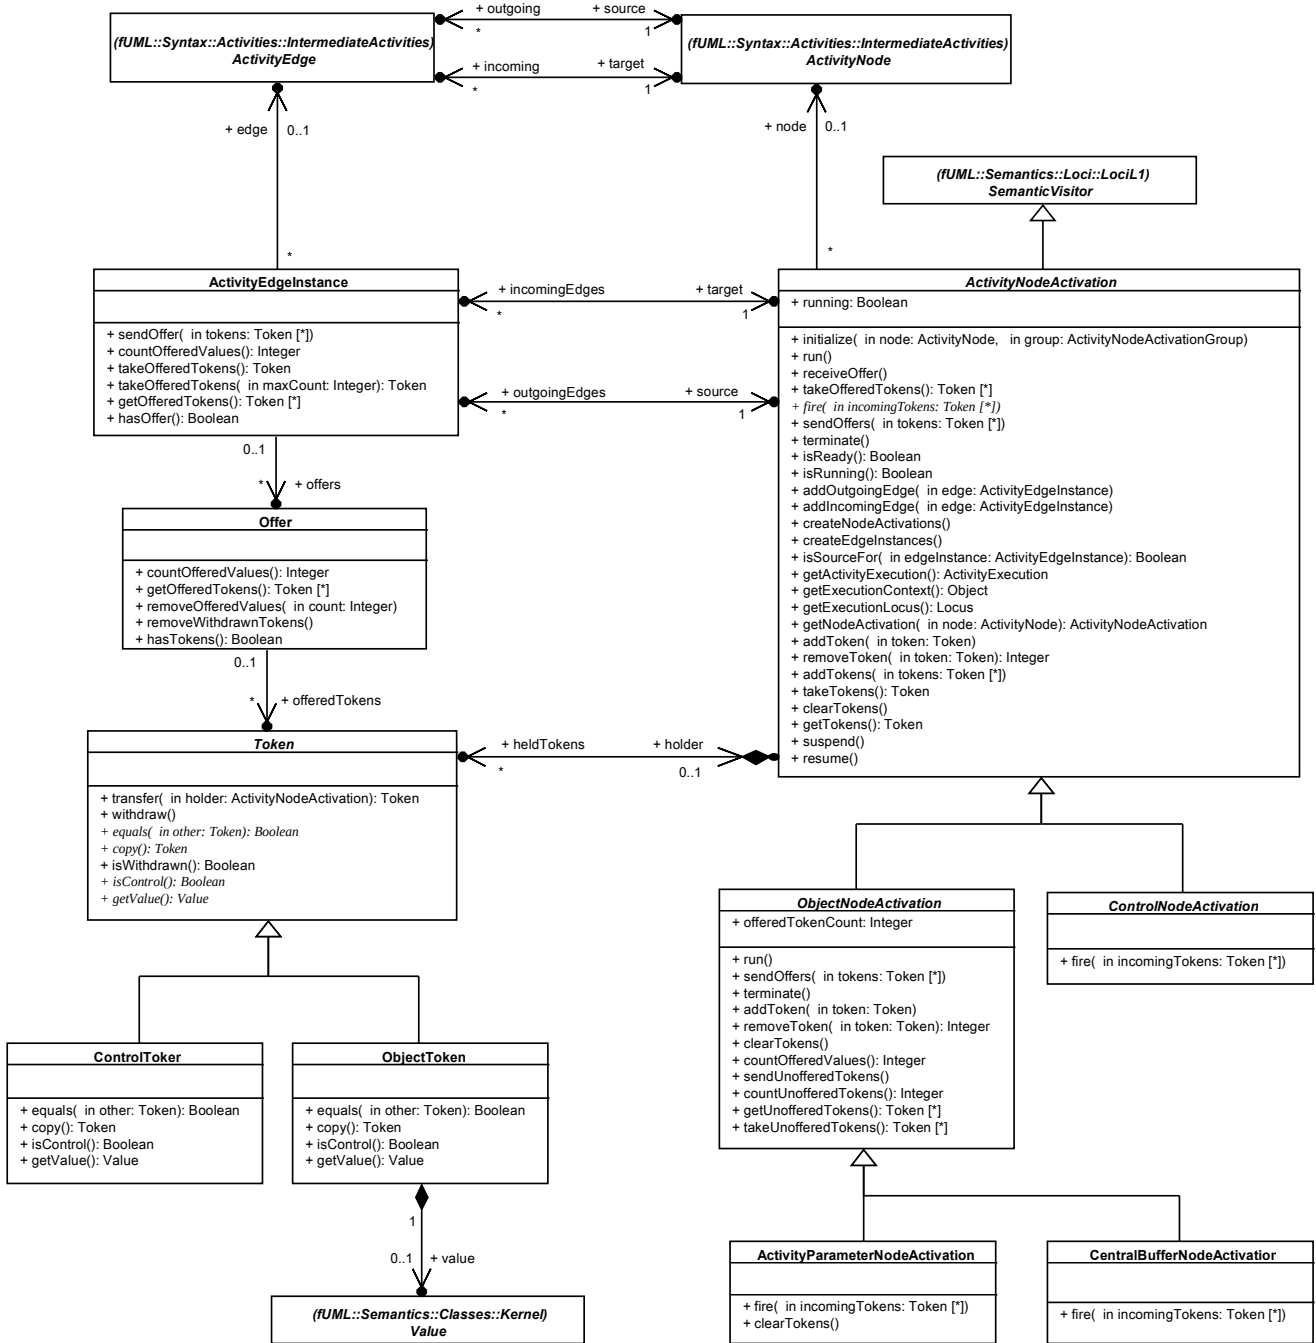 + outgoing
+ source
*
1
(fUML::Syntax::Activities::IntermediateActivities)
ActivityEdge
(fUML::Syntax::Activities::IntermediateActivities)
ActivityNode
+ incoming
+ target
*
1
+ edge
0..1
+ node
0..1
(fUML::Semantics::Loci::LociL1)
SemanticVisitor
*
*
ActivityEdgeInstance
+ sendOffer( in tokens: Token [*])
+ countOfferedValues(): Integer
+ takeOfferedTokens(): Token
+ takeOfferedTokens( in maxCount: Integer): Token
+ getOfferedTokens(): Token [*]
+ hasOffer(): Boolean
+ incomingEdges
+ target
*
1
+ outgoingEdges
+ source
*
1
ActivityNodeActivation
+ running: Boolean
+ initialize( in node: ActivityNode, in group: ActivityNodeActivationGroup)
+ run()
+ receiveOffer()
+ takeOfferedTokens(): Token [*]
+ fire( in incomingTokens: Token [*])
+ sendOffers( in tokens: Token [*])
+ terminate()
+ isReady(): Boolean
+ isRunning(): Boolean
+ addOutgoingEdge( in edge: ActivityEdgeInstance)
+ addIncomingEdge( in edge: ActivityEdgeInstance)
+ createNodeActivations()
+ createEdgeInstances()
+ isSourceFor( in edgeInstance: ActivityEdgeInstance): Boolean
+ getActivityExecution(): ActivityExecution
+ getExecutionContext(): Object
+ getExecutionLocus(): Locus
+ getNodeActivation( in node: ActivityNode): ActivityNodeActivation
+ addToken( in token: Token)
+ removeToken( in token: Token): Integer
+ addTokens( in tokens: Token [*])
+ takeTokens(): Token
+ clearTokens()
+ getTokens(): Token
+ suspend()
+ resume()
0..1
*
+ offers
Offer
+ countOfferedValues(): Integer
+ getOfferedTokens(): Token [*]
+ removeOfferedValues( in count: Integer)
+ removeWithdrawnTokens()
+ hasTokens(): Boolean
0..1
*
+ offeredTokens
Token
+ transfer( in holder: ActivityNodeActivation): Token
+ withdraw()
+ equals( in other: Token): Boolean
+ copy(): Token
+ isWithdrawn(): Boolean
+ isControl(): Boolean
+ getValue(): Value
+ heldTokens
+ holder
*
0..1
ObjectNodeActivation
+ offeredTokenCount: Integer
+ run()
+ sendOffers( in tokens: Token [*])
+ terminate()
+ addToken( in token: Token)
+ removeToken( in token: Token): Integer
+ clearTokens()
+ countOfferedValues(): Integer
+ sendUnofferedTokens()
+ countUnofferedTokens(): Integer
+ getUnofferedTokens(): Token [*]
+ takeUnofferedTokens(): Token [*]
ControlNodeActivation
+ fire( in incomingTokens: Token [*])
ControlToker
+ equals( in other: Token): Boolean
+ copy(): Token
+ isControl(): Boolean
+ getValue(): Value
ObjectToken
+ equals( in other: Token): Boolean
+ copy(): Token
+ isControl(): Boolean
+ getValue(): Value
1
0..1
+ value
(fUML::Semantics::Classes::Kernel)
Value
ActivityParameterNodeActivation
+ fire( in incomingTokens: Token [*])
+ clearTokens()
CentralBufferNodeActivatior
+ fire( in incomingTokens: Token [*])